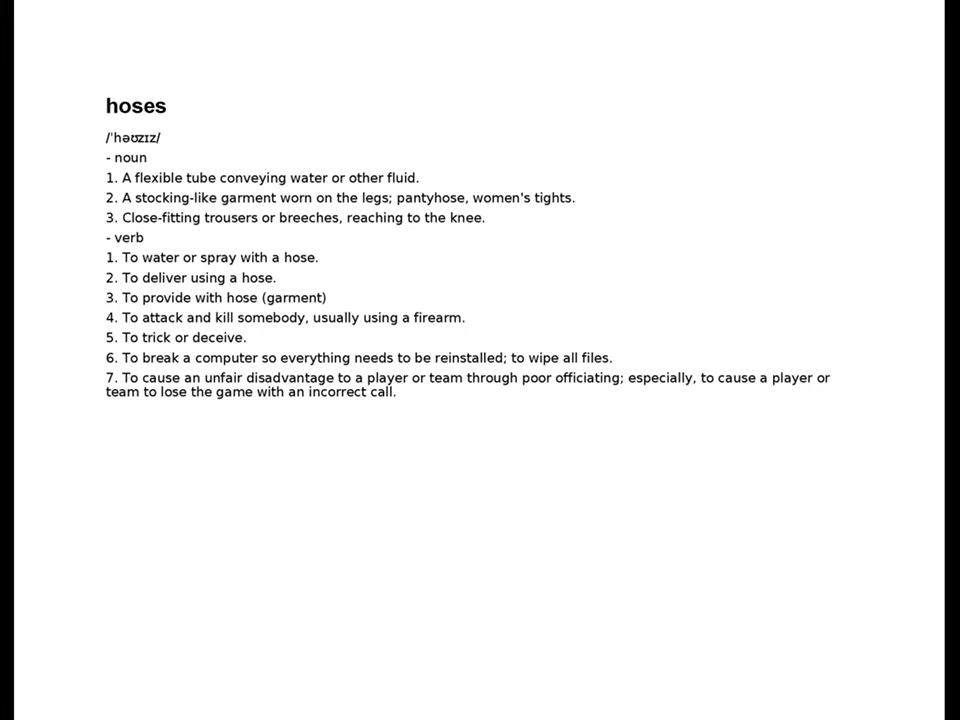 hoses
/ˈhəʊzɪz/
- noun
1. A flexible tube conveying water or other fluid.
2. A stocking-like garment worn on the legs; pantyhose, women's tights.
3. Close-fitting trousers or breeches, reaching to the knee.
- verb
1. To water or spray with a hose.
2. To deliver using a hose.
3. To provide with hose (garment)
4. To attack and kill somebody, usually using a firearm.
5. To trick or deceive.
6. To break a computer so everything needs to be reinstalled; to wipe all files.
7. To cause an unfair disadvantage to a player or team through poor officiating; especially, to cause a player or
team to lose the game with an incorrect call.